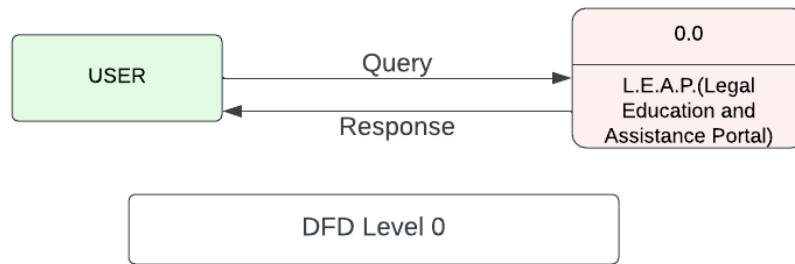 0.0
USER
Query
L.E.A.P.(Legal
Education and
Assistance Portal)
Response
DFD Level 0